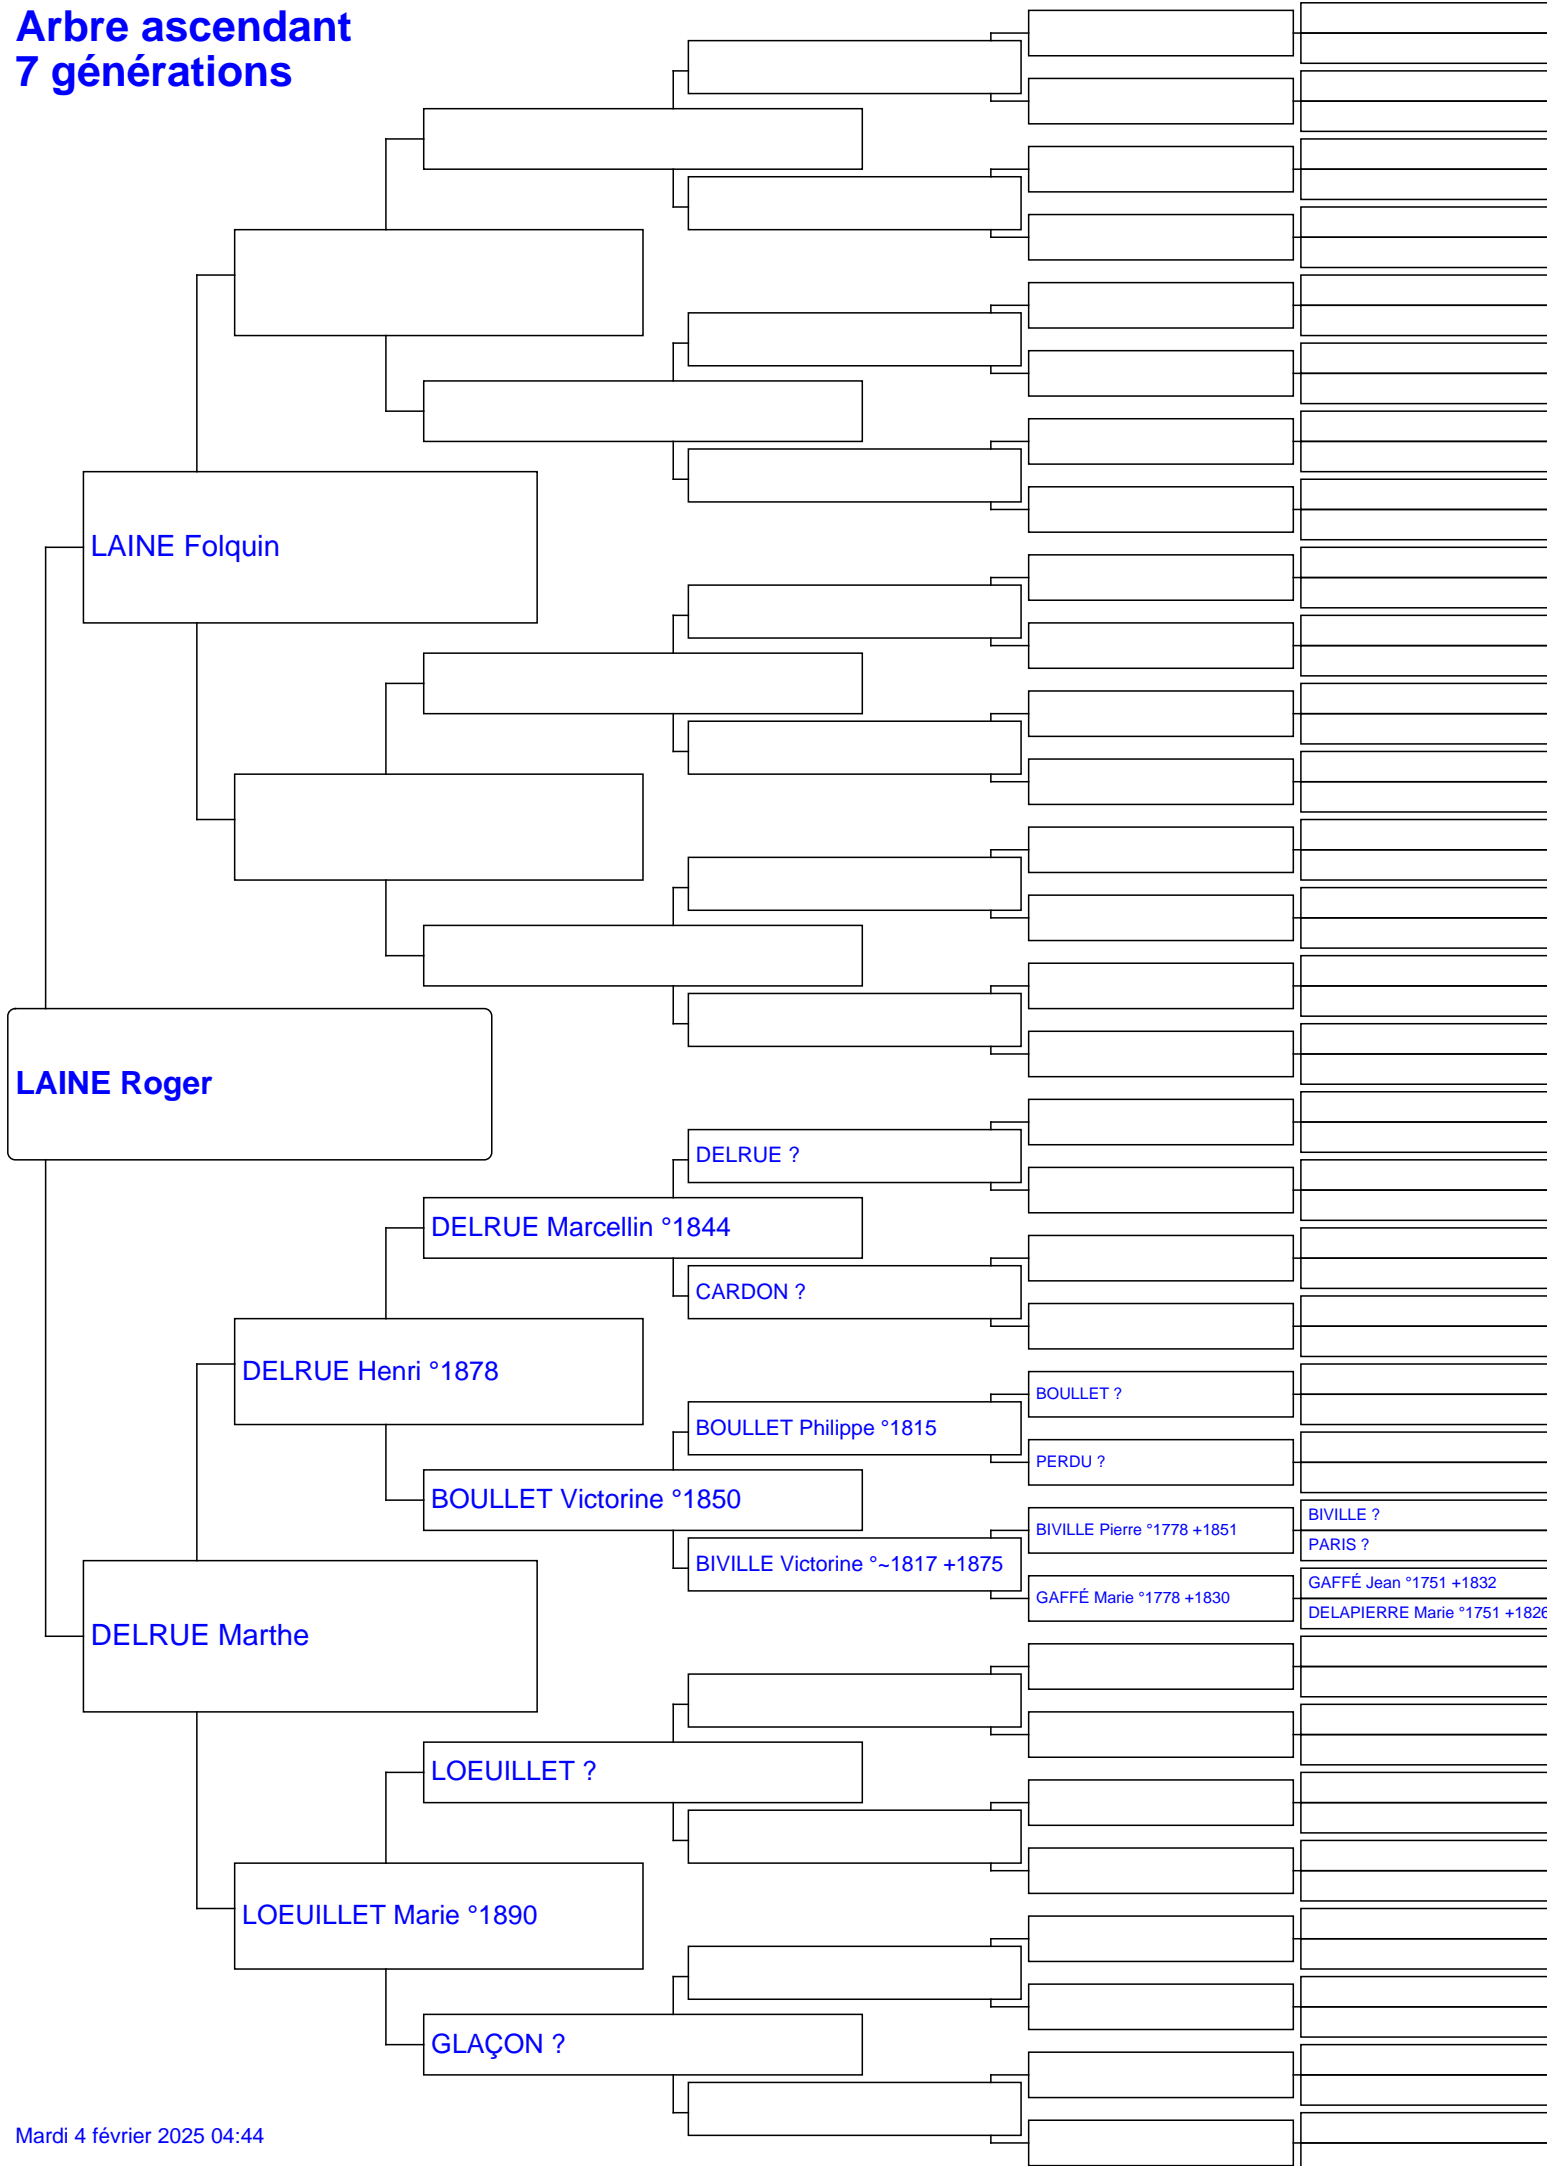 Arbre ascendant
7 générations
LAINE Folquin
LAINE Roger
DELRUE ?
DELRUE Marcellin °1844
CARDON ?
DELRUE Henri °1878
BOULLET ?
BOULLET Philippe °1815
PERDU ?
BOULLET Victorine °1850
BIVILLE ?
BIVILLE Pierre °1778 +1851
PARIS ?
BIVILLE Victorine °~1817 +1875
GAFFÉ Jean °1751 +1832
GAFFÉ Marie °1778 +1830
DELAPIERRE Marie °1751 +1826
DELRUE Marthe
LOEUILLET ?
LOEUILLET Marie °1890
GLAÇON ?
Mardi 4 février 2025 04:44